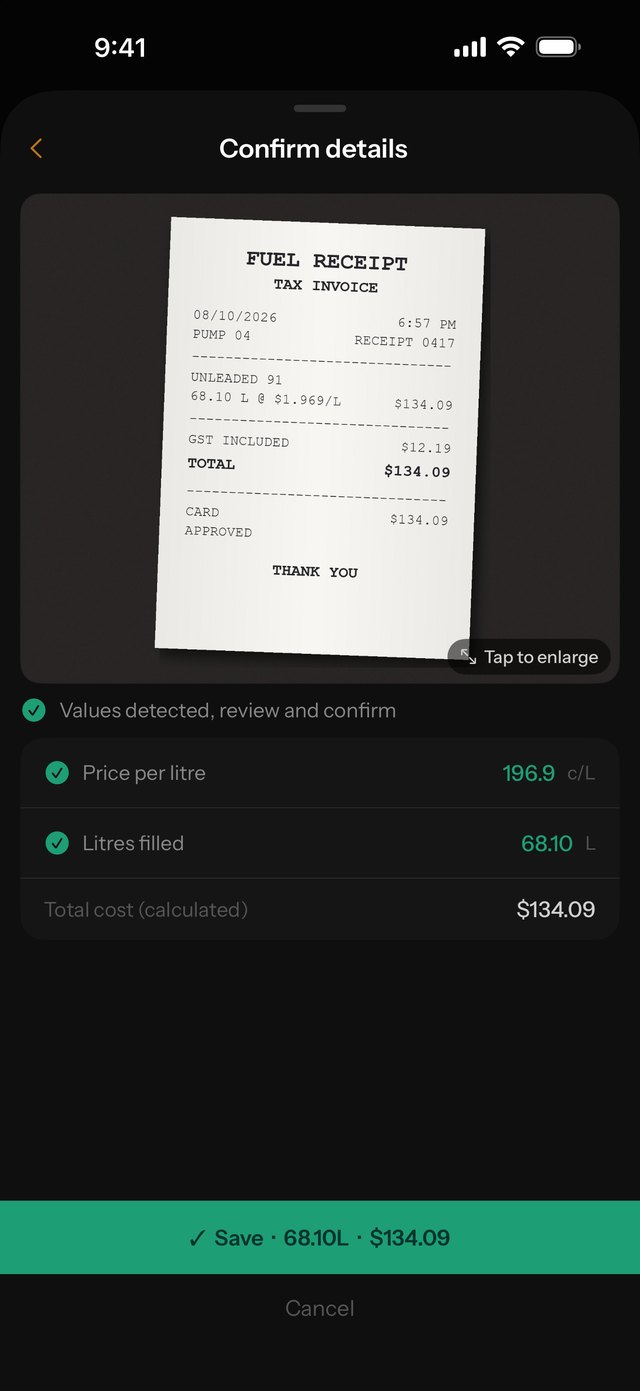 9:41
Confirm details
FUEL RECEIPT
TAX INVOICE
08/10/2026 6:57 PM
PUMP 04 RECEIPT 0417
-------------------------------
UNLEADED 91
68.10 L @ $1.969/L $134.09
-------------------------------
GST INCLUDED $12.19
TOTAL $134.09
-------------------------------
CARD $134.09
APPROVED
THANK YOU
Tap to enlarge
Values detected, review and confirm
Price per litre 196.9 c/L
Litres filled 68.10 L
Total cost (calculated) $134.09
✓ Save · 68.10L · $134.09
Cancel